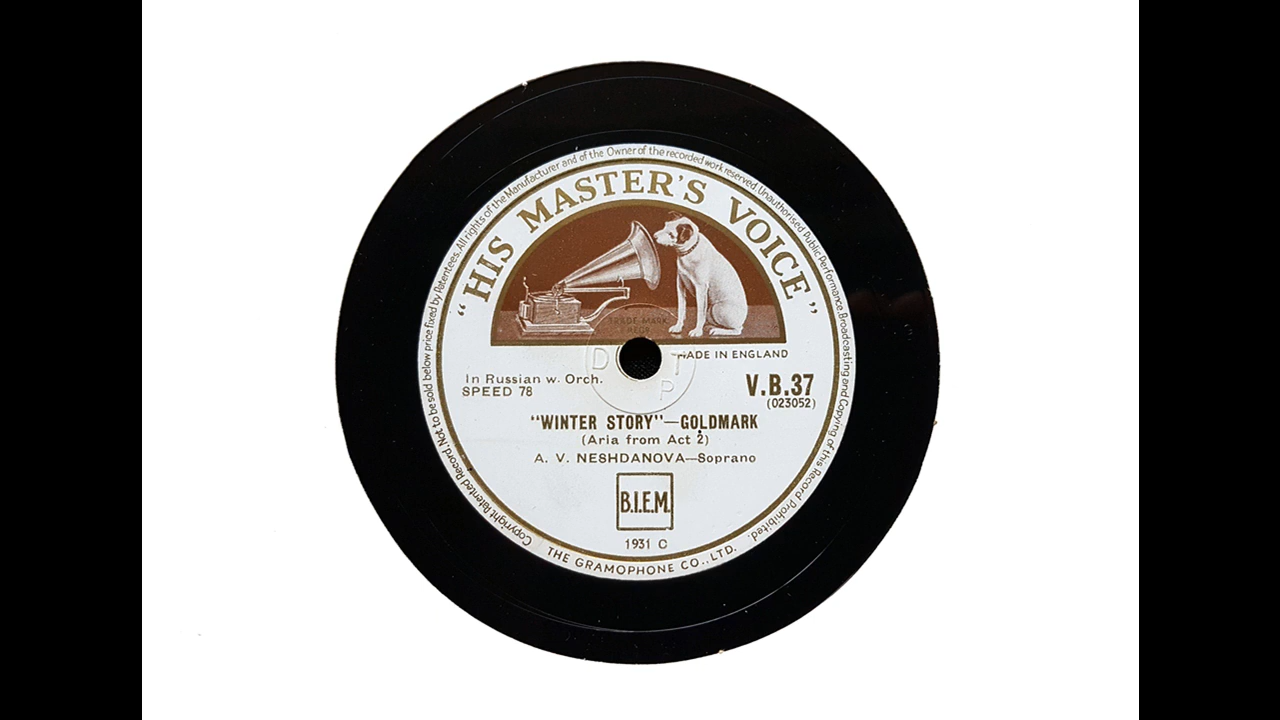 Copyright Patented Record. Not to be sold below price fixed by Patentees. All rights of the Manufacturer and of the Owner of the recorded work reserved. Unauthorised Public Performance, Broadcasting and Copying of this Record Prohibited.
"HIS MASTER'S VOICE"
TRADE MARK
D
T
P
MADE IN ENGLAND
In Russian w. Orch.
SPEED 78
V.B.37
(023052)
"WINTER STORY"—GOLDMARK
(Aria from Act 2)
A. V. NESHDANOVA—Soprano
B.I.E.M.
1931 C
THE GRAMOPHONE CO., LTD.